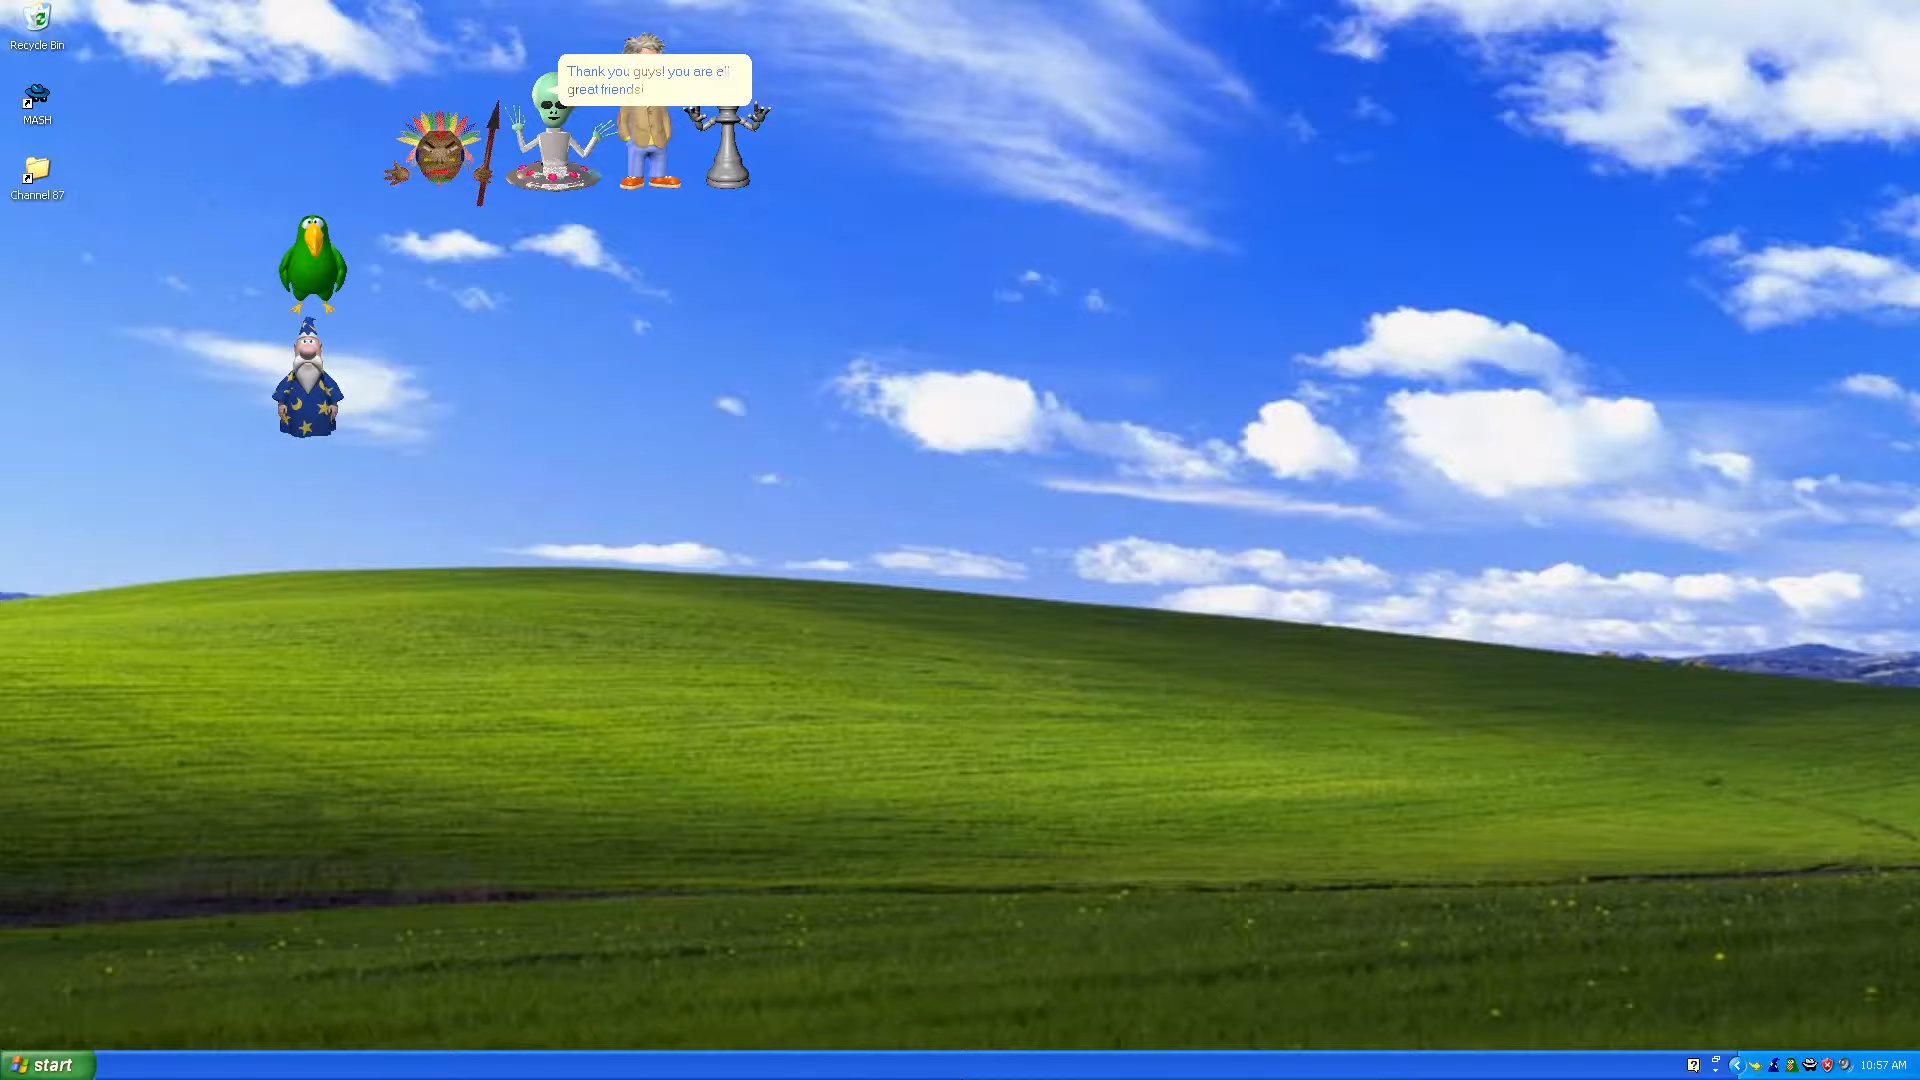 Recycle Bin
MASH
Channel 87
Thank you guys! you are all
great friends!
start
10:57 AM